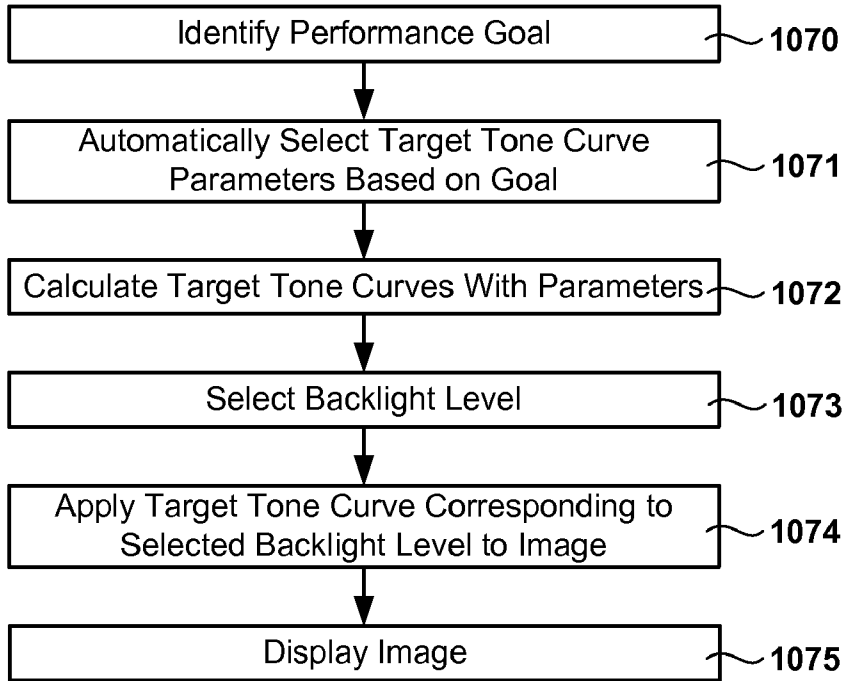 Identify Performance Goal
1070
Automatically Select Target Tone Curve
Parameters Based on Goal
1071
Calculate Target Tone Curves With Parameters
1072
Select Backlight Level
1073
Apply Target Tone Curve Corresponding to
Selected Backlight Level to Image
1074
Display Image
1075